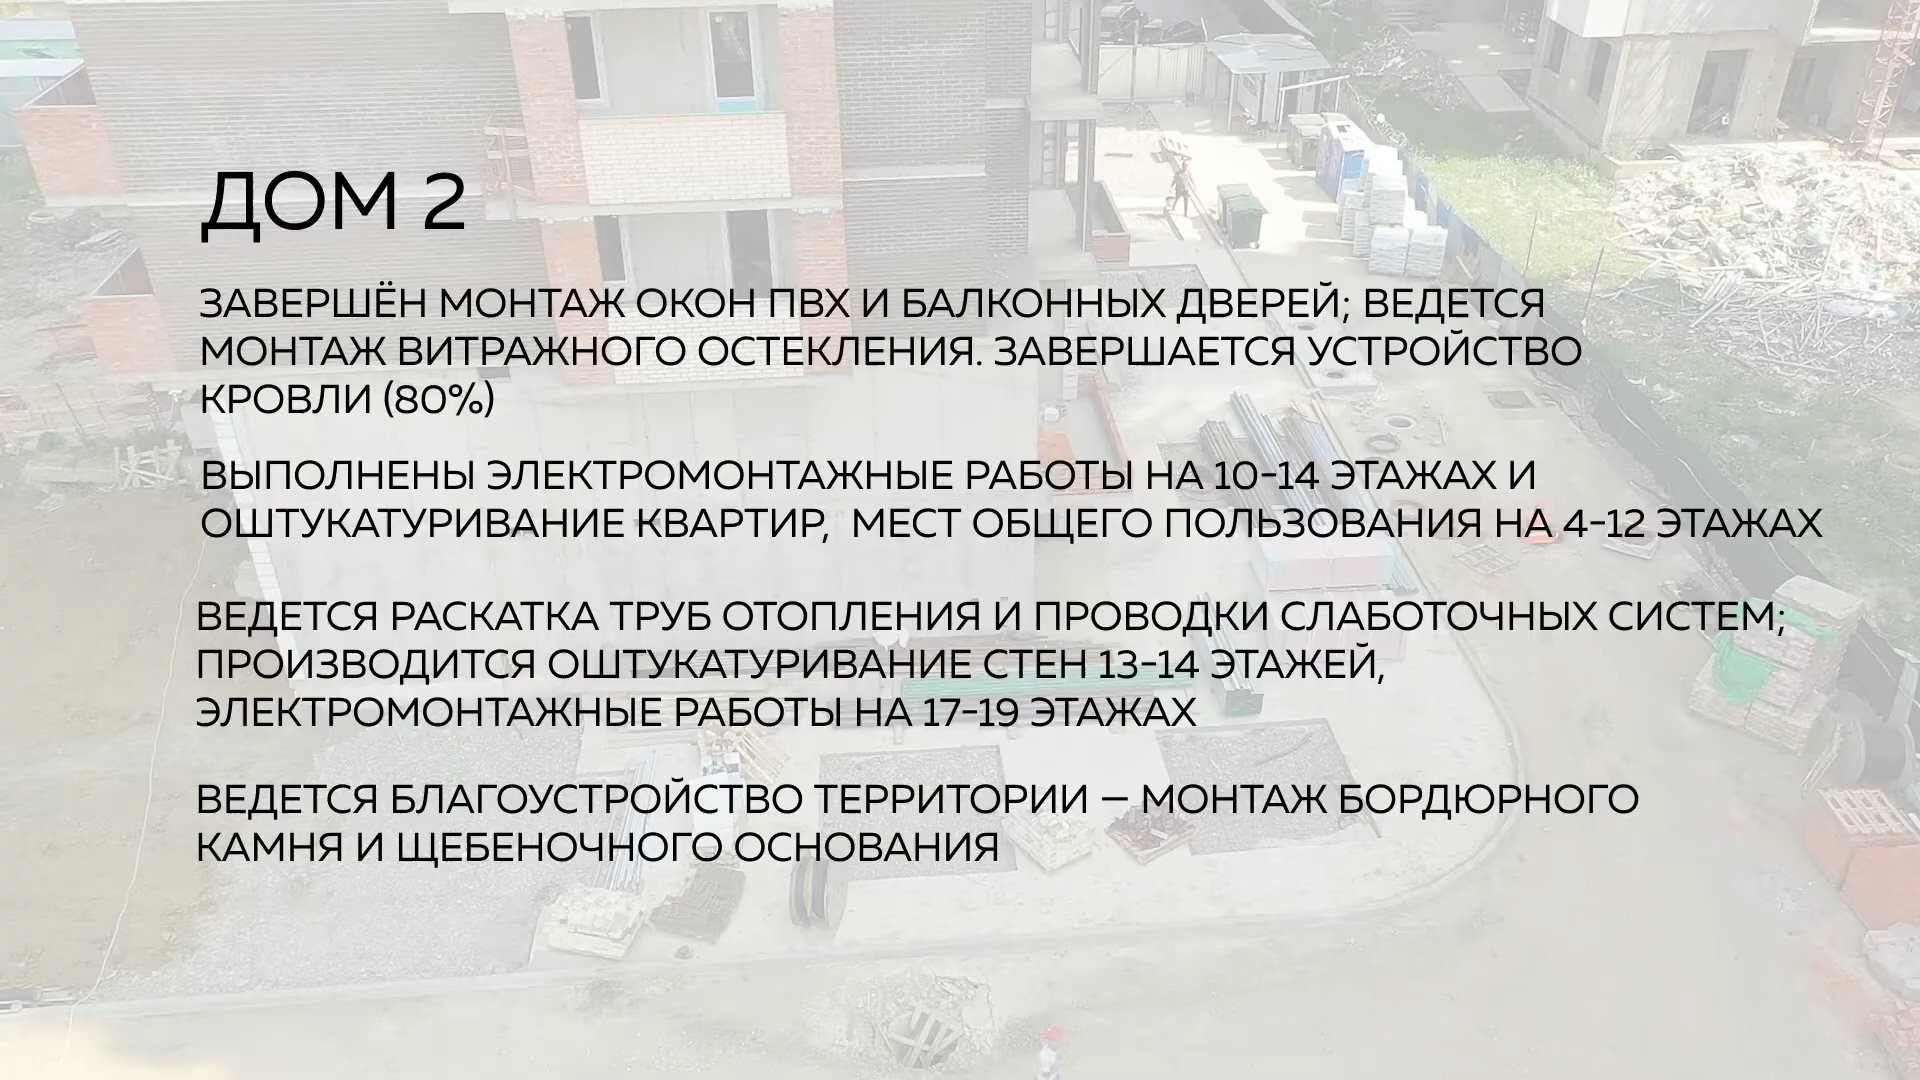 ДОМ 2
ЗАВЕРШЁН МОНТАЖ ОКОН ПВХ И БАЛКОННЫХ ДВЕРЕЙ; ВЕДЕТСЯ
МОНТАЖ ВИТРАЖНОГО ОСТЕКЛЕНИЯ. ЗАВЕРШАЕТСЯ УСТРОЙСТВО
КРОВЛИ (80%)
ВЫПОЛНЕНЫ ЭЛЕКТРОМОНТАЖНЫЕ РАБОТЫ НА 10-14 ЭТАЖАХ И
ОШТУКАТУРИВАНИЕ КВАРТИР, МЕСТ ОБЩЕГО ПОЛЬЗОВАНИЯ НА 4-12 ЭТАЖАХ
ВЕДЕТСЯ РАСКАТКА ТРУБ ОТОПЛЕНИЯ И ПРОВОДКИ СЛАБОТОЧНЫХ СИСТЕМ;
ПРОИЗВОДИТСЯ ОШТУКАТУРИВАНИЕ СТЕН 13-14 ЭТАЖЕЙ,
ЭЛЕКТРОМОНТАЖНЫЕ РАБОТЫ НА 17-19 ЭТАЖАХ
ВЕДЕТСЯ БЛАГОУСТРОЙСТВО ТЕРРИТОРИИ – МОНТАЖ БОРДЮРНОГО
КАМНЯ И ЩЕБЕНОЧНОГО ОСНОВАНИЯ